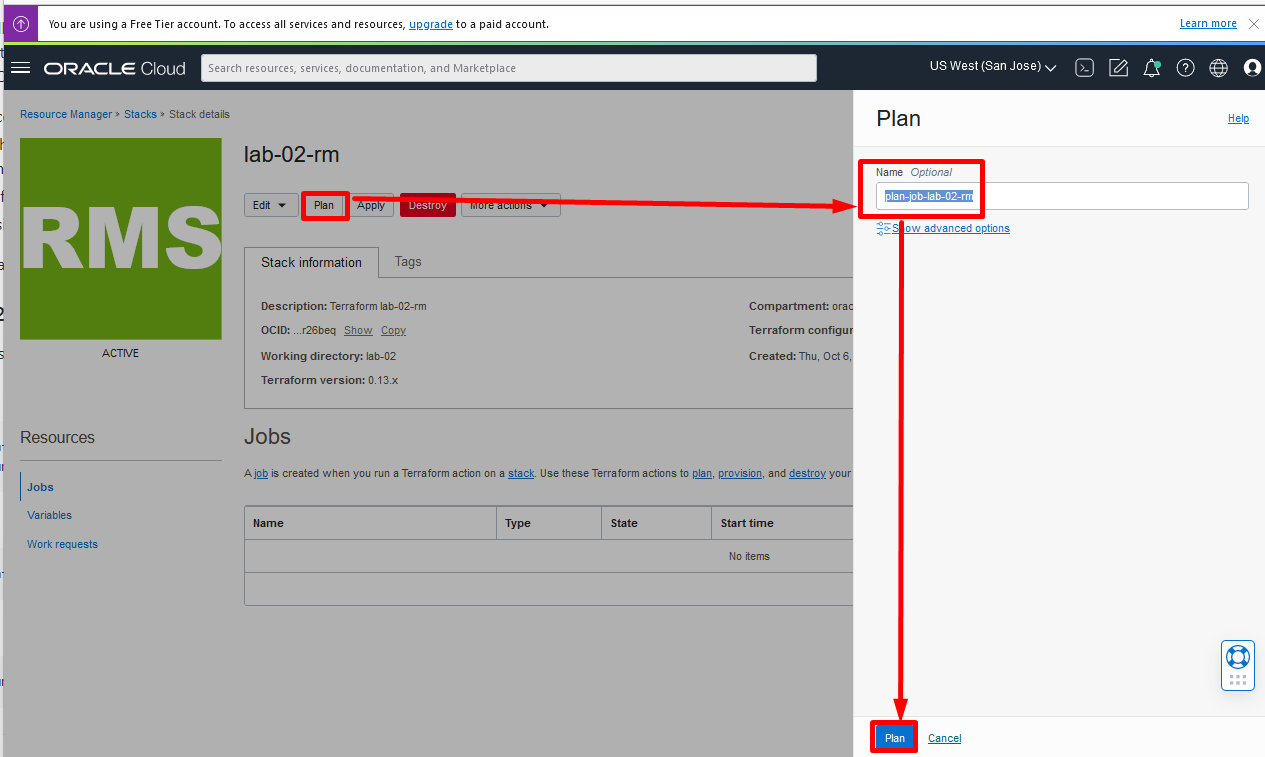 You are using a Free Tier account. To access all services and resources, upgrade to a paid account.
Learn more
ORACLE Cloud
Search resources, services, documentation, and Marketplace
US West (San Jose)
Resource Manager » Stacks » Stack details
RMS
ACTIVE
lab-02-rm
Edit
Plan
Apply
Destroy
More actions
Stack information
Tags
Description: Terraform lab-02-rm
OCID: ...r26beq Show Copy
Working directory: lab-02
Terraform version: 0.13.x
Compartment: orac
Terraform configur
Created: Thu, Oct 6,
Resources
Jobs
Variables
Work requests
Jobs
A job is created when you run a Terraform action on a stack. Use these Terraform actions to plan, provision, and destroy your
Name Type State Start time
No items
Plan
Help
Name Optional
plan-job-lab-02-rm
Show advanced options
Plan
Cancel